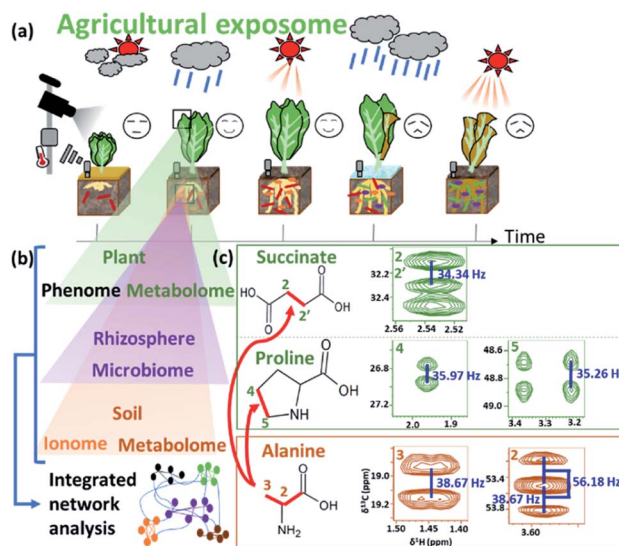 (a) Agricultural exposome
Time
(b)
Plant
Phenome Metabolome
Rhizosphere
Microbiome
Soil
Ionome Metabolome
Integrated
network
analysis
(c) Succinate
HO
O
2
2'
O
OH
2
2'
32.2
32.4
34.34 Hz
2.56 2.54 2.52
Proline
4
5
N
H
O
OH
4
26.8
27.2
35.97 Hz
2.0 1.9
5
48.6
49.0
35.26 Hz
3.4 3.3 3.2
Alanine
3
2
O
OH
NH2
3
19.0
19.2
38.67 Hz
δ¹³C (ppm)
1.50 1.45 1.40
δ¹H (ppm)
2
53.4
53.8
56.18 Hz
38.67 Hz
3.60